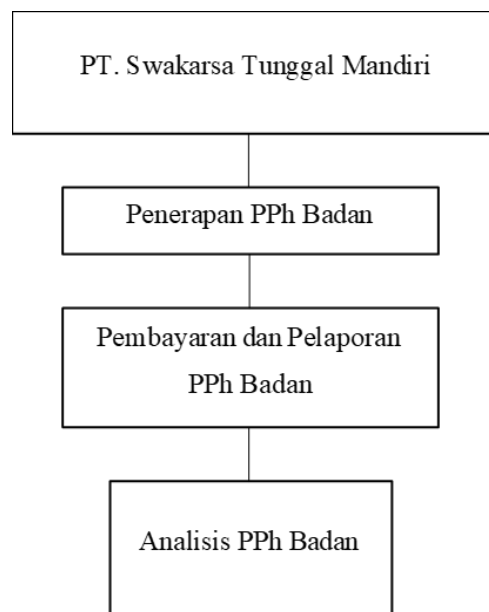 PT. Swakarsa Tunggal Mandiri
Penerapan PPh Badan
Pembayaran dan Pelaporan
PPh Badan
Analisis PPh Badan